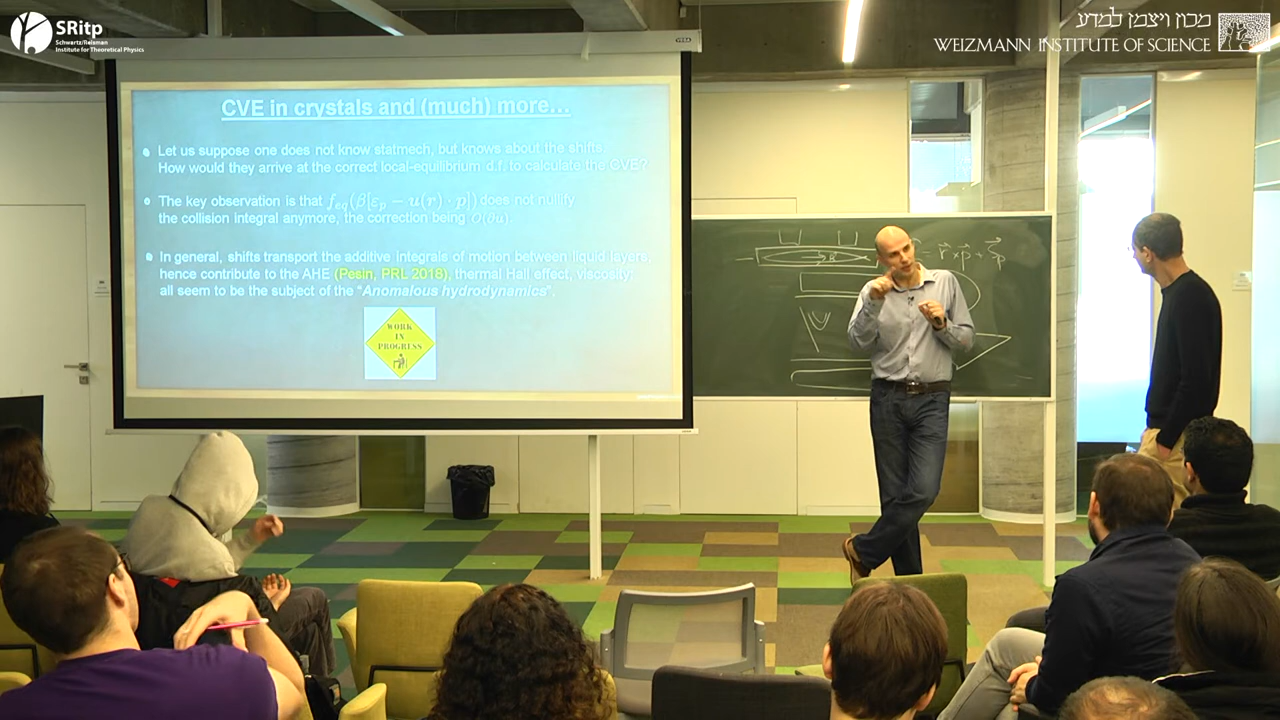 SRitp
Schwartz/Reisman
Institute for Theoretical Physics
מכון ויצמן למדע
WEIZMANN INSTITUTE OF SCIENCE
CVE in crystals and (much) more...
Let us suppose one does not know statmech, but knows about the shifts.
How would they arrive at the correct local-equilibrium d.f. to calculate the CVE?
The key observation is that f_eq(β[ε_p − u(r) · p]) does not nullify
the collision integral anymore, the correction being O(∂u).
In general, shifts transport the additive integrals of motion between liquid layers,
hence contribute to the AHE (Pesin, PRL 2018), thermal Hall effect, viscosity;
all seem to be the subject of the "Anomalous hydrodynamics".
WORK
IN
PROGRESS
= r⃗ × p⃗ +